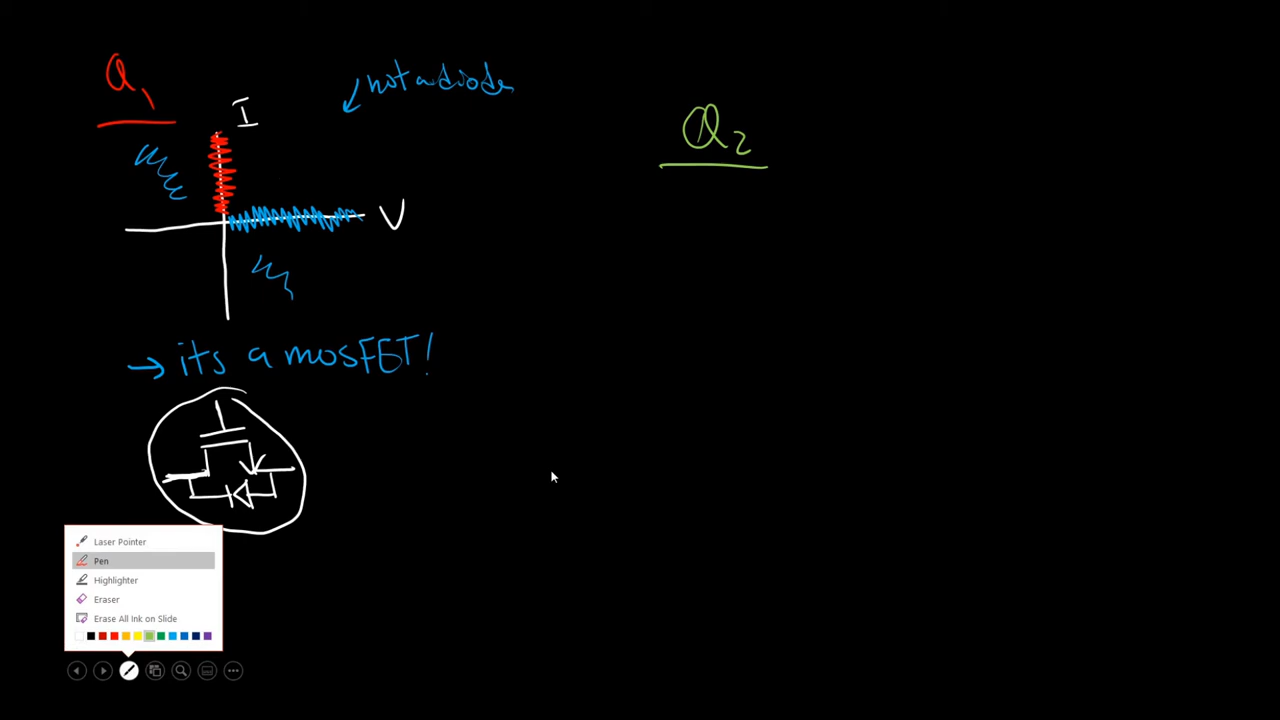 Q1
I
not a diode
V
→ its a mosFET!
Q2
Laser Pointer
Pen
Highlighter
Eraser
Erase All Ink on Slide